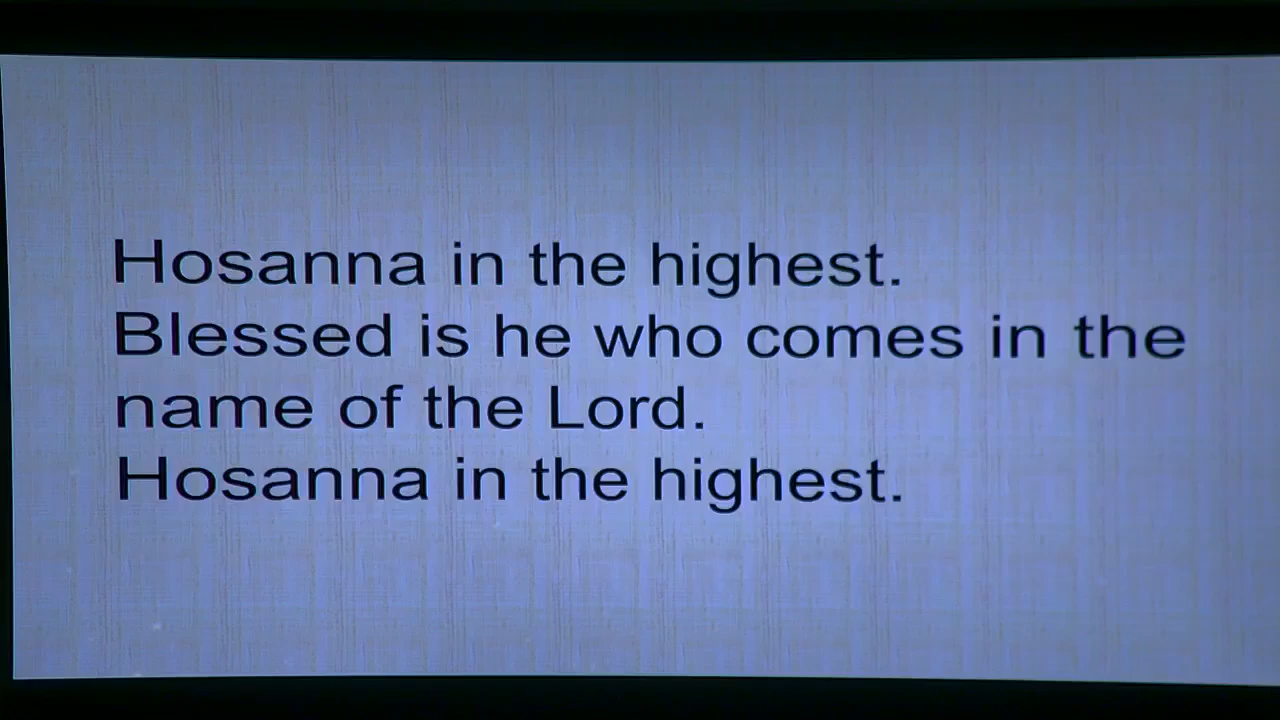 Hosanna in the highest.
Blessed is he who comes in the
name of the Lord.
Hosanna in the highest.